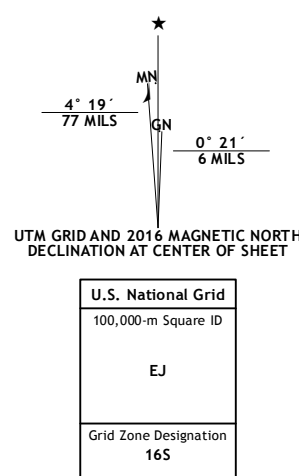 ★
MN
4° 19´
77 MILS
GN
0° 21´
6 MILS
UTM GRID AND 2016 MAGNETIC NORTH
DECLINATION AT CENTER OF SHEET
U.S. National Grid
100,000-m Square ID
EJ
Grid Zone Designation
16S